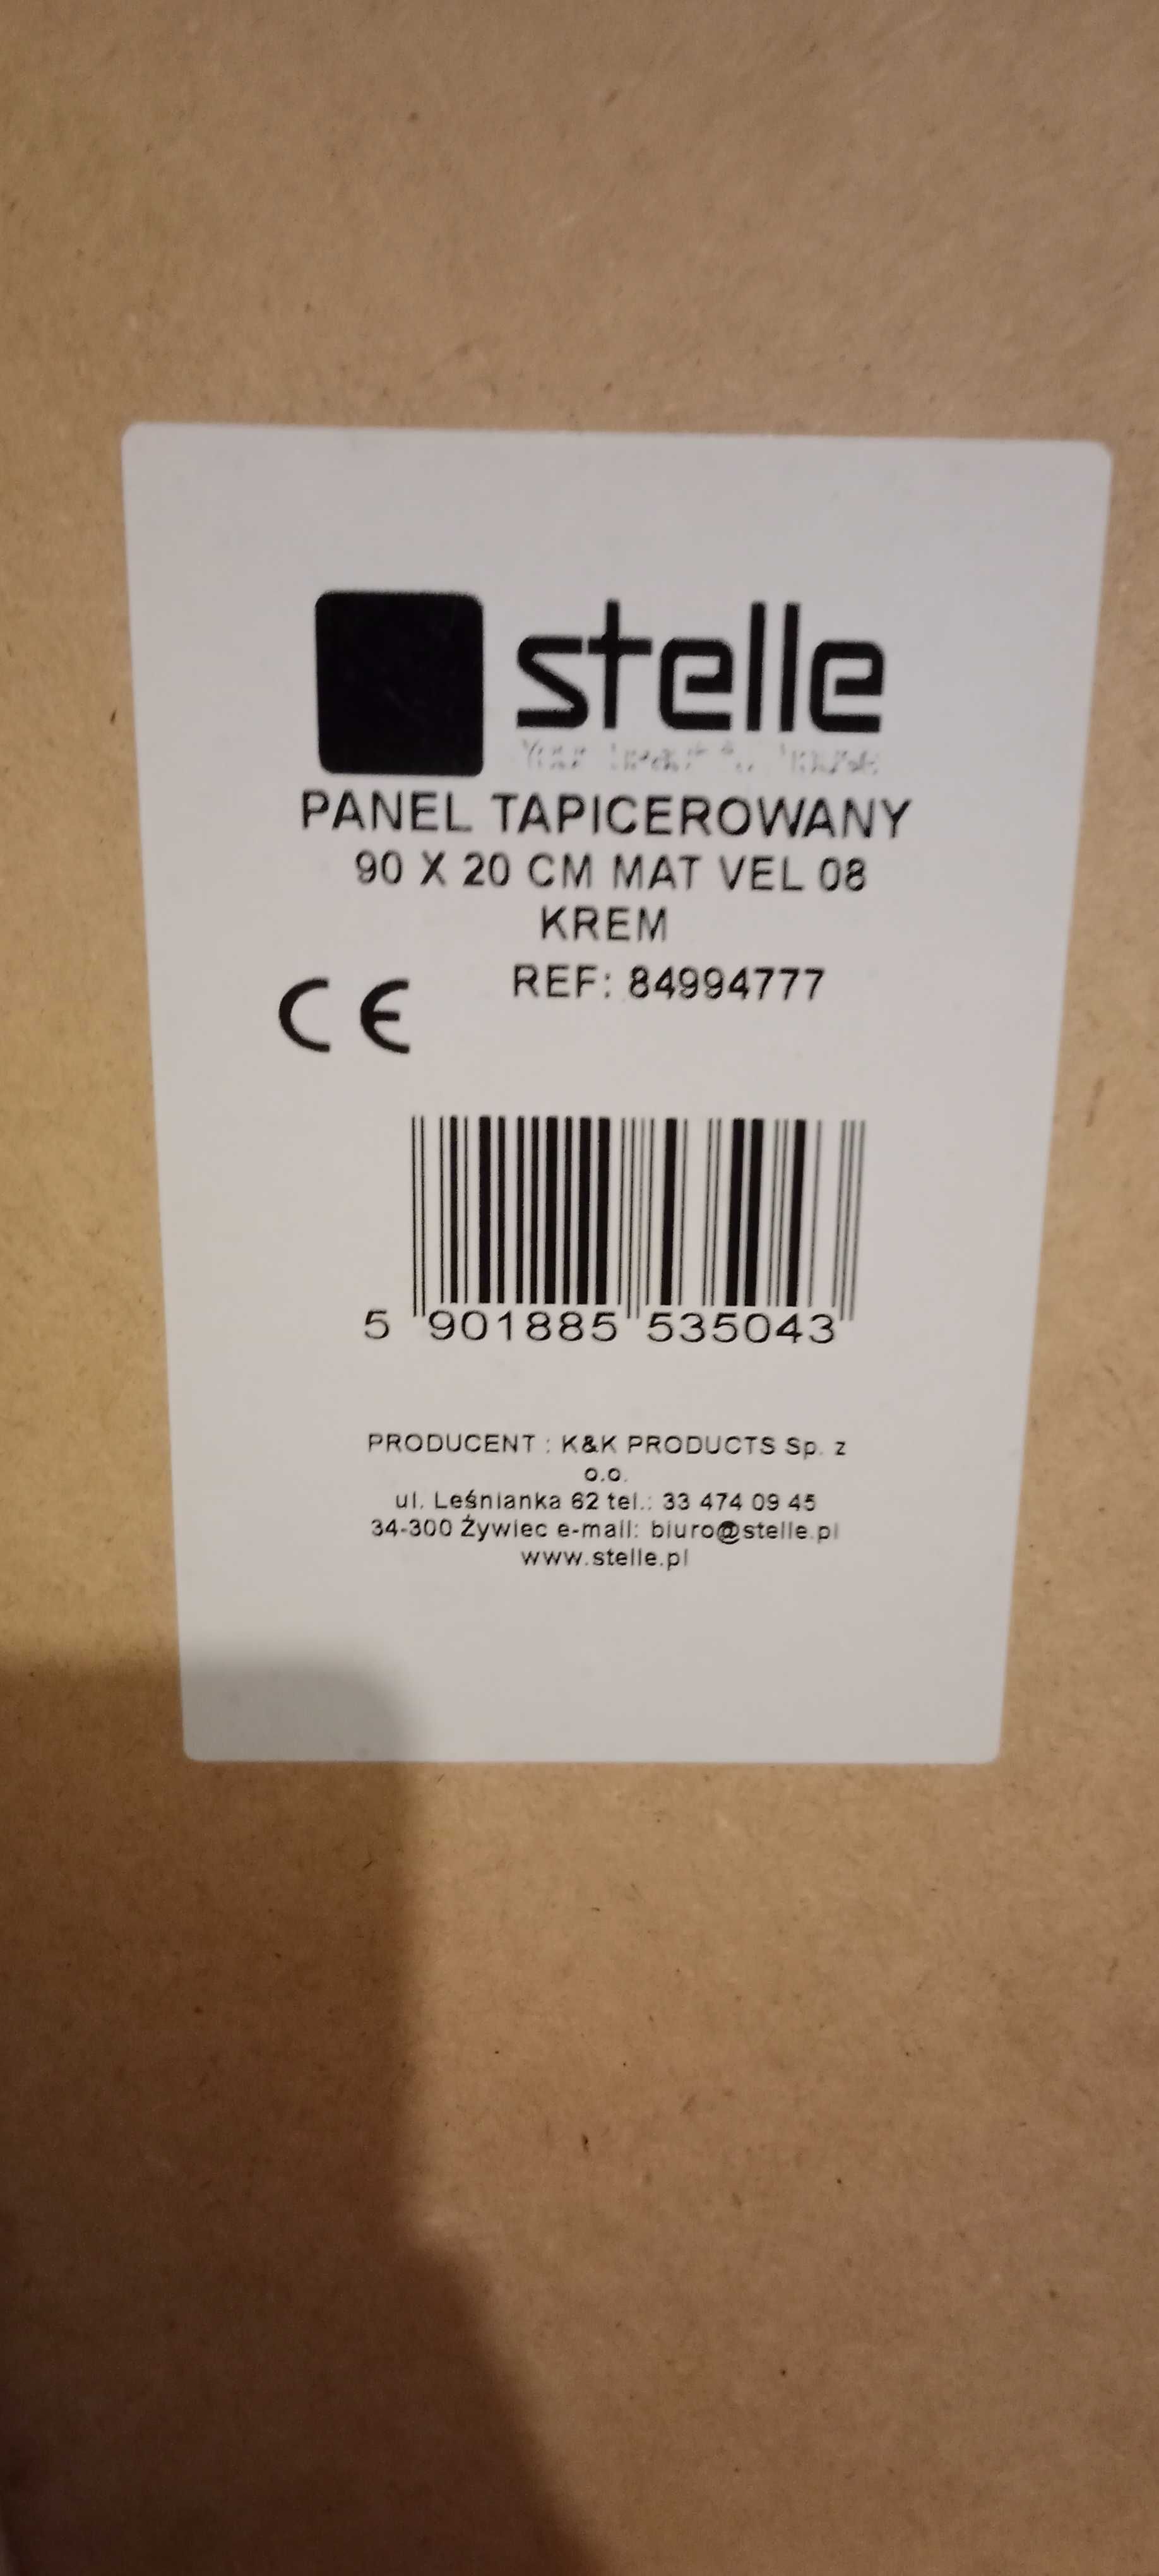 stelle
PANEL TAPICEROWANY
90 X 20 CM MAT VEL 08
KREM
REF: 84994777
CE
5 901885 535043
PRODUCENT : K&K PRODUCTS Sp. z
o.o.
ul. Leśnianka 62 tel.: 33 474 09 45
34-300 Żywiec e-mail: biuro@stelle.pl
www.stelle.pl